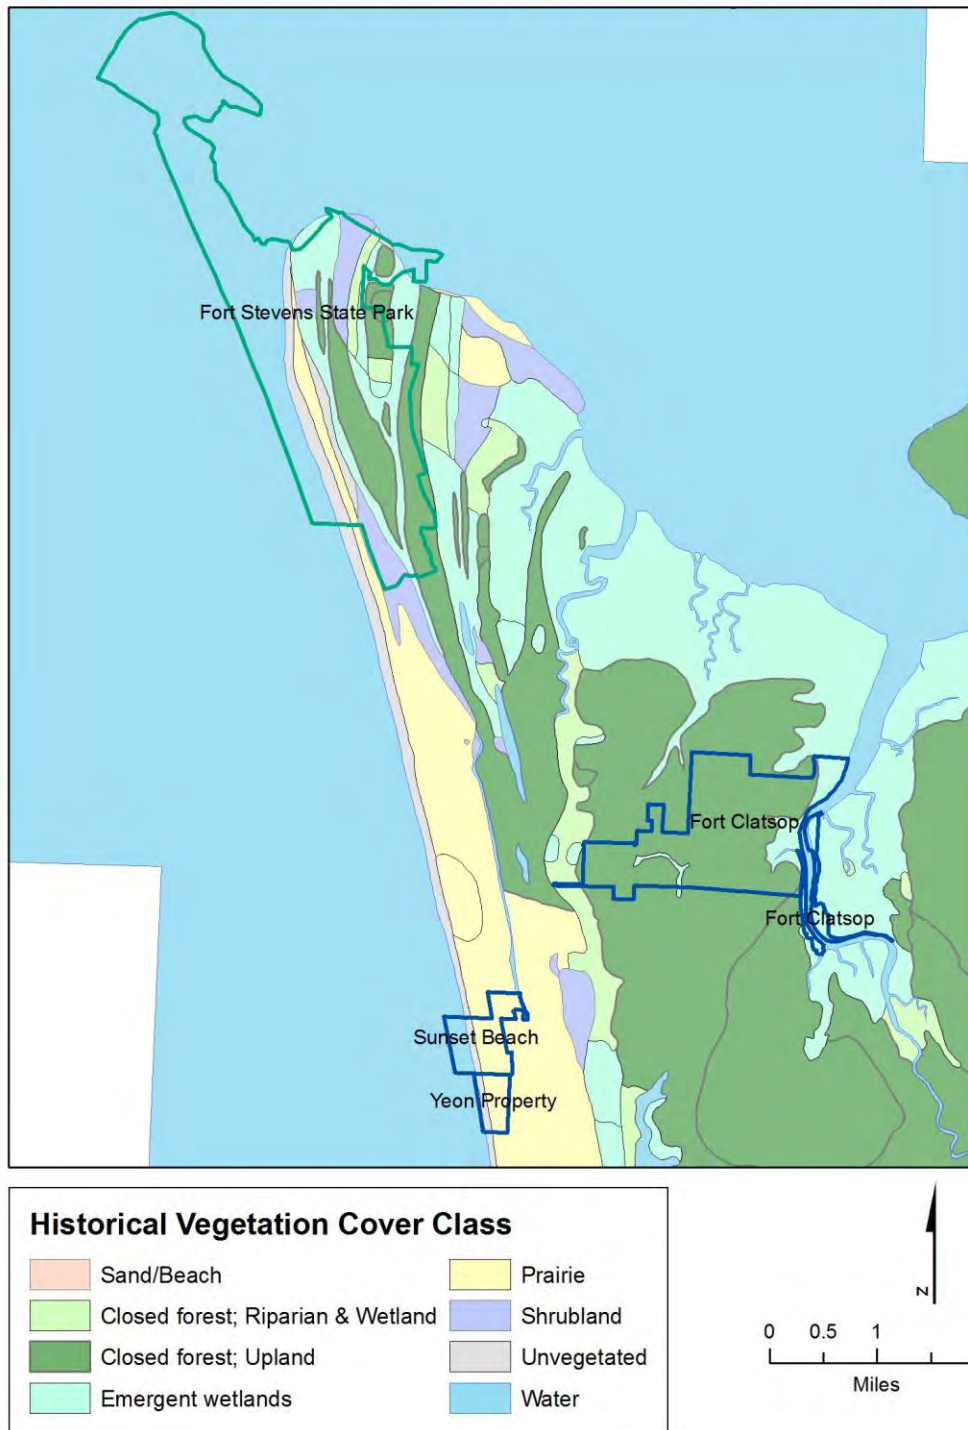 Fort Stevens State Park
Fort Clatsop
Fort Clatsop
Sunset Beach
Yeon Property
Historical Vegetation Cover Class
Sand/Beach
Closed forest; Riparian & Wetland
Closed forest; Upland
Emergent wetlands
Prairie
Shrubland
Unvegetated
Water
N
0 0.5 1
Miles